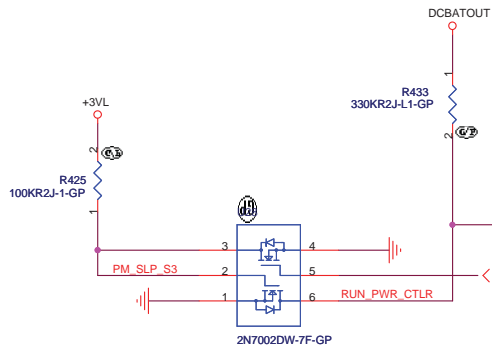 DCBATOUT
1
R433
330KR2J-L1-GP
2
+3VL
2
R425
100KR2J-1-GP
1
3
4
PM_SLP_S3
2
5
1
6
RUN_PWR_CTLR
2N7002DW-7F-GP